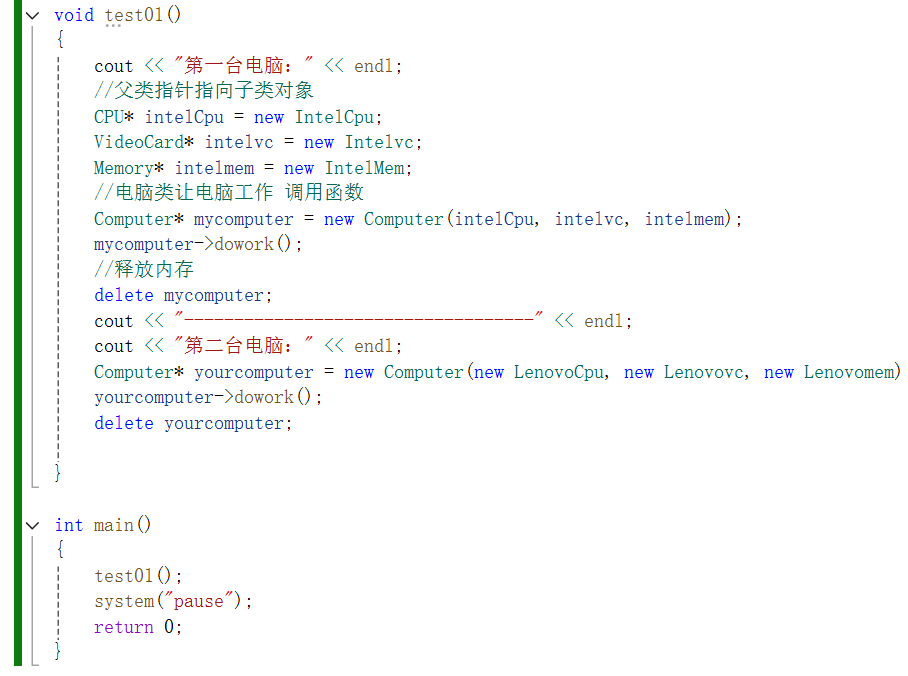 void test01()
{
cout << "第一台电脑：" << endl;
//父类指针指向子类对象
CPU* intelCpu = new IntelCpu;
VideoCard* intelvc = new Intelvc;
Memory* intelmem = new IntelMem;
//电脑类让电脑工作 调用函数
Computer* mycomputer = new Computer(intelCpu, intelvc, intelmem);
mycomputer->dowork();
//释放内存
delete mycomputer;
cout << "-----------------------------------" << endl;
cout << "第二台电脑：" << endl;
Computer* yourcomputer = new Computer(new LenovoCpu, new Lenovovc, new Lenovomem)
yourcomputer->dowork();
delete yourcomputer;
}
int main()
{
test01();
system("pause");
return 0;
}